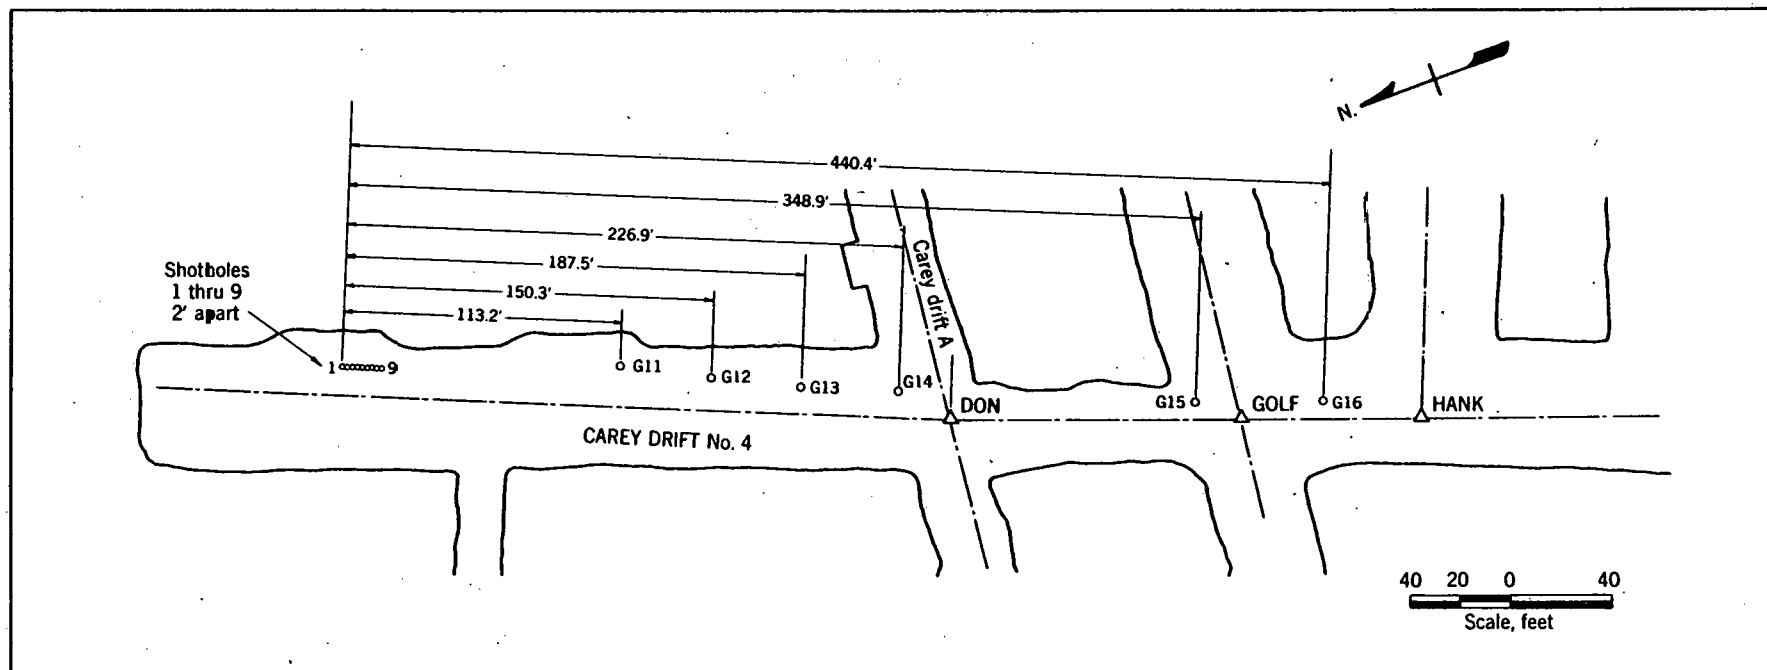 N.
440.4'
348.9'
226.9'
187.5'
150.3'
113.2'
Shotholes
1 thru 9
2' apart
Carey drift A
1
9
G11
G12
G13
G14
DON
G15
GOLF
G16
HANK
CAREY DRIFT No. 4
40 20 0 40
Scale, feet